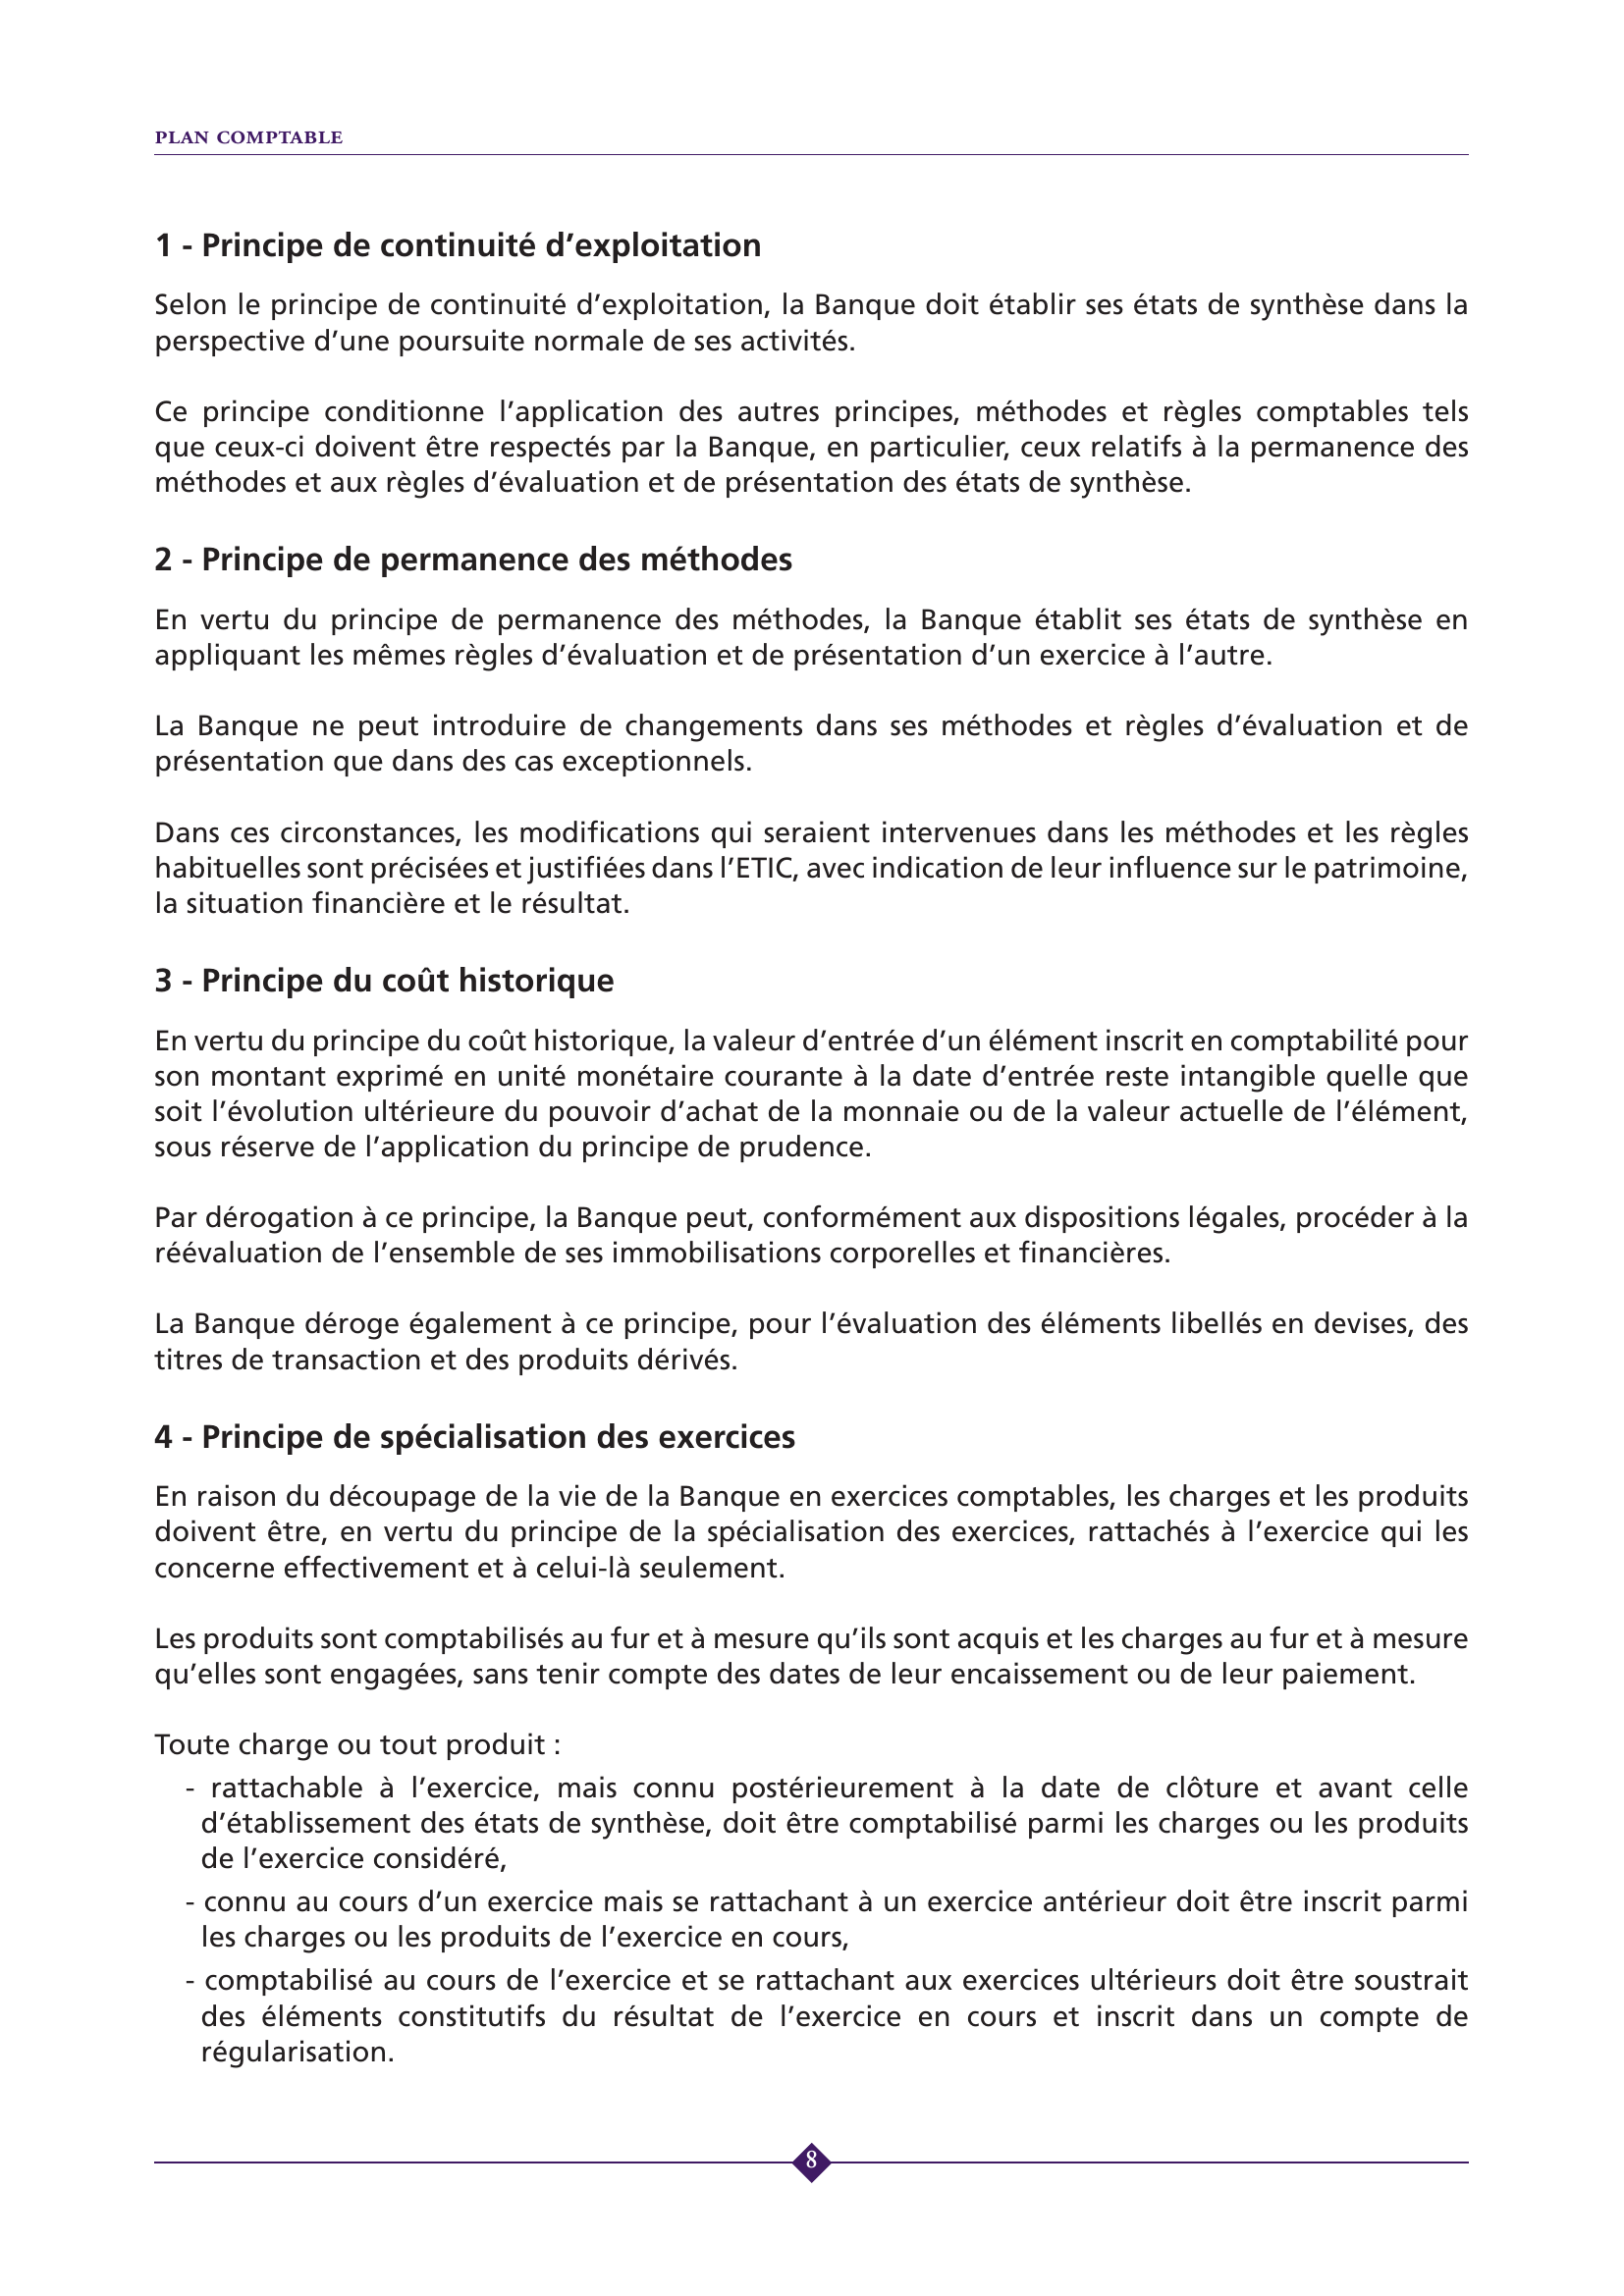 PLAN COMPTABLE
1 - Principe de continuité d’exploitation
Selon le principe de continuité d’exploitation, la Banque doit établir ses états de synthèse dans la
perspective d’une poursuite normale de ses activités.
Ce principe conditionne l’application des autres principes, méthodes et règles comptables tels
que ceux-ci doivent être respectés par la Banque, en particulier, ceux relatifs à la permanence des
méthodes et aux règles d’évaluation et de présentation des états de synthèse.
2 - Principe de permanence des méthodes
En vertu du principe de permanence des méthodes, la Banque établit ses états de synthèse en
appliquant les mêmes règles d’évaluation et de présentation d’un exercice à l’autre.
La Banque ne peut introduire de changements dans ses méthodes et règles d’évaluation et de
présentation que dans des cas exceptionnels.
Dans ces circonstances, les modifications qui seraient intervenues dans les méthodes et les règles
habituelles sont précisées et justifiées dans l’ETIC, avec indication de leur influence sur le patrimoine,
la situation financière et le résultat.
3 - Principe du coût historique
En vertu du principe du coût historique, la valeur d’entrée d’un élément inscrit en comptabilité pour
son montant exprimé en unité monétaire courante à la date d’entrée reste intangible quelle que
soit l’évolution ultérieure du pouvoir d’achat de la monnaie ou de la valeur actuelle de l’élément,
sous réserve de l’application du principe de prudence.
Par dérogation à ce principe, la Banque peut, conformément aux dispositions légales, procéder à la
réévaluation de l’ensemble de ses immobilisations corporelles et financières.
La Banque déroge également à ce principe, pour l’évaluation des éléments libellés en devises, des
titres de transaction et des produits dérivés.
4 - Principe de spécialisation des exercices
En raison du découpage de la vie de la Banque en exercices comptables, les charges et les produits
doivent être, en vertu du principe de la spécialisation des exercices, rattachés à l’exercice qui les
concerne effectivement et à celui-là seulement.
Les produits sont comptabilisés au fur et à mesure qu’ils sont acquis et les charges au fur et à mesure
qu’elles sont engagées, sans tenir compte des dates de leur encaissement ou de leur paiement.
Toute charge ou tout produit :
- rattachable à l’exercice, mais connu postérieurement à la date de clôture et avant celle
d’établissement des états de synthèse, doit être comptabilisé parmi les charges ou les produits
de l’exercice considéré,
- connu au cours d’un exercice mais se rattachant à un exercice antérieur doit être inscrit parmi
les charges ou les produits de l’exercice en cours,
- comptabilisé au cours de l’exercice et se rattachant aux exercices ultérieurs doit être soustrait
des éléments constitutifs du résultat de l’exercice en cours et inscrit dans un compte de
régularisation.
8